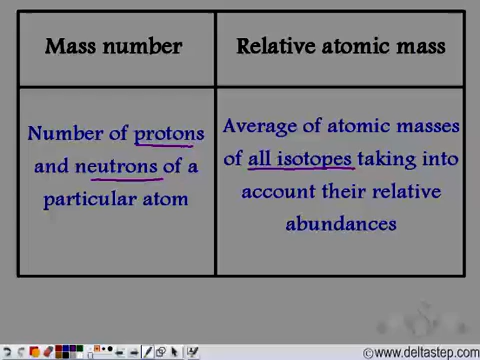 Mass number
Relative atomic mass
Number of protons
and neutrons of a
particular atom
Average of atomic masses
of all isotopes taking into
account their relative
abundances
©www.deltastep.com